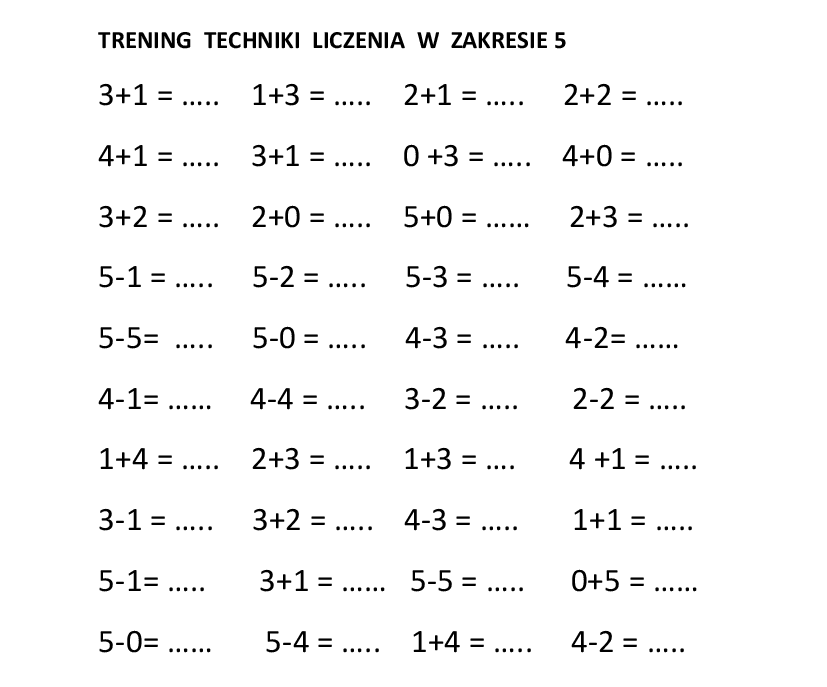 TRENING TECHNIKI LICZENIA W ZAKRESIE 5
3+1 = ..... 1+3 = ..... 2+1 = ..... 2+2 = .....
4+1 = ..... 3+1 = ..... 0 +3 = ..... 4+0 = .....
3+2 = ..... 2+0 = ..... 5+0 = ...... 2+3 = .....
5-1 = ..... 5-2 = ..... 5-3 = ..... 5-4 = ......
5-5= ..... 5-0 = ..... 4-3 = ..... 4-2= ......
4-1= ...... 4-4 = ..... 3-2 = ..... 2-2 = .....
1+4 = ..... 2+3 = ..... 1+3 = .... 4 +1 = .....
3-1 = ..... 3+2 = ..... 4-3 = ..... 1+1 = .....
5-1= ..... 3+1 = ...... 5-5 = ..... 0+5 = ......
5-0= ...... 5-4 = ..... 1+4 = ..... 4-2 = .....